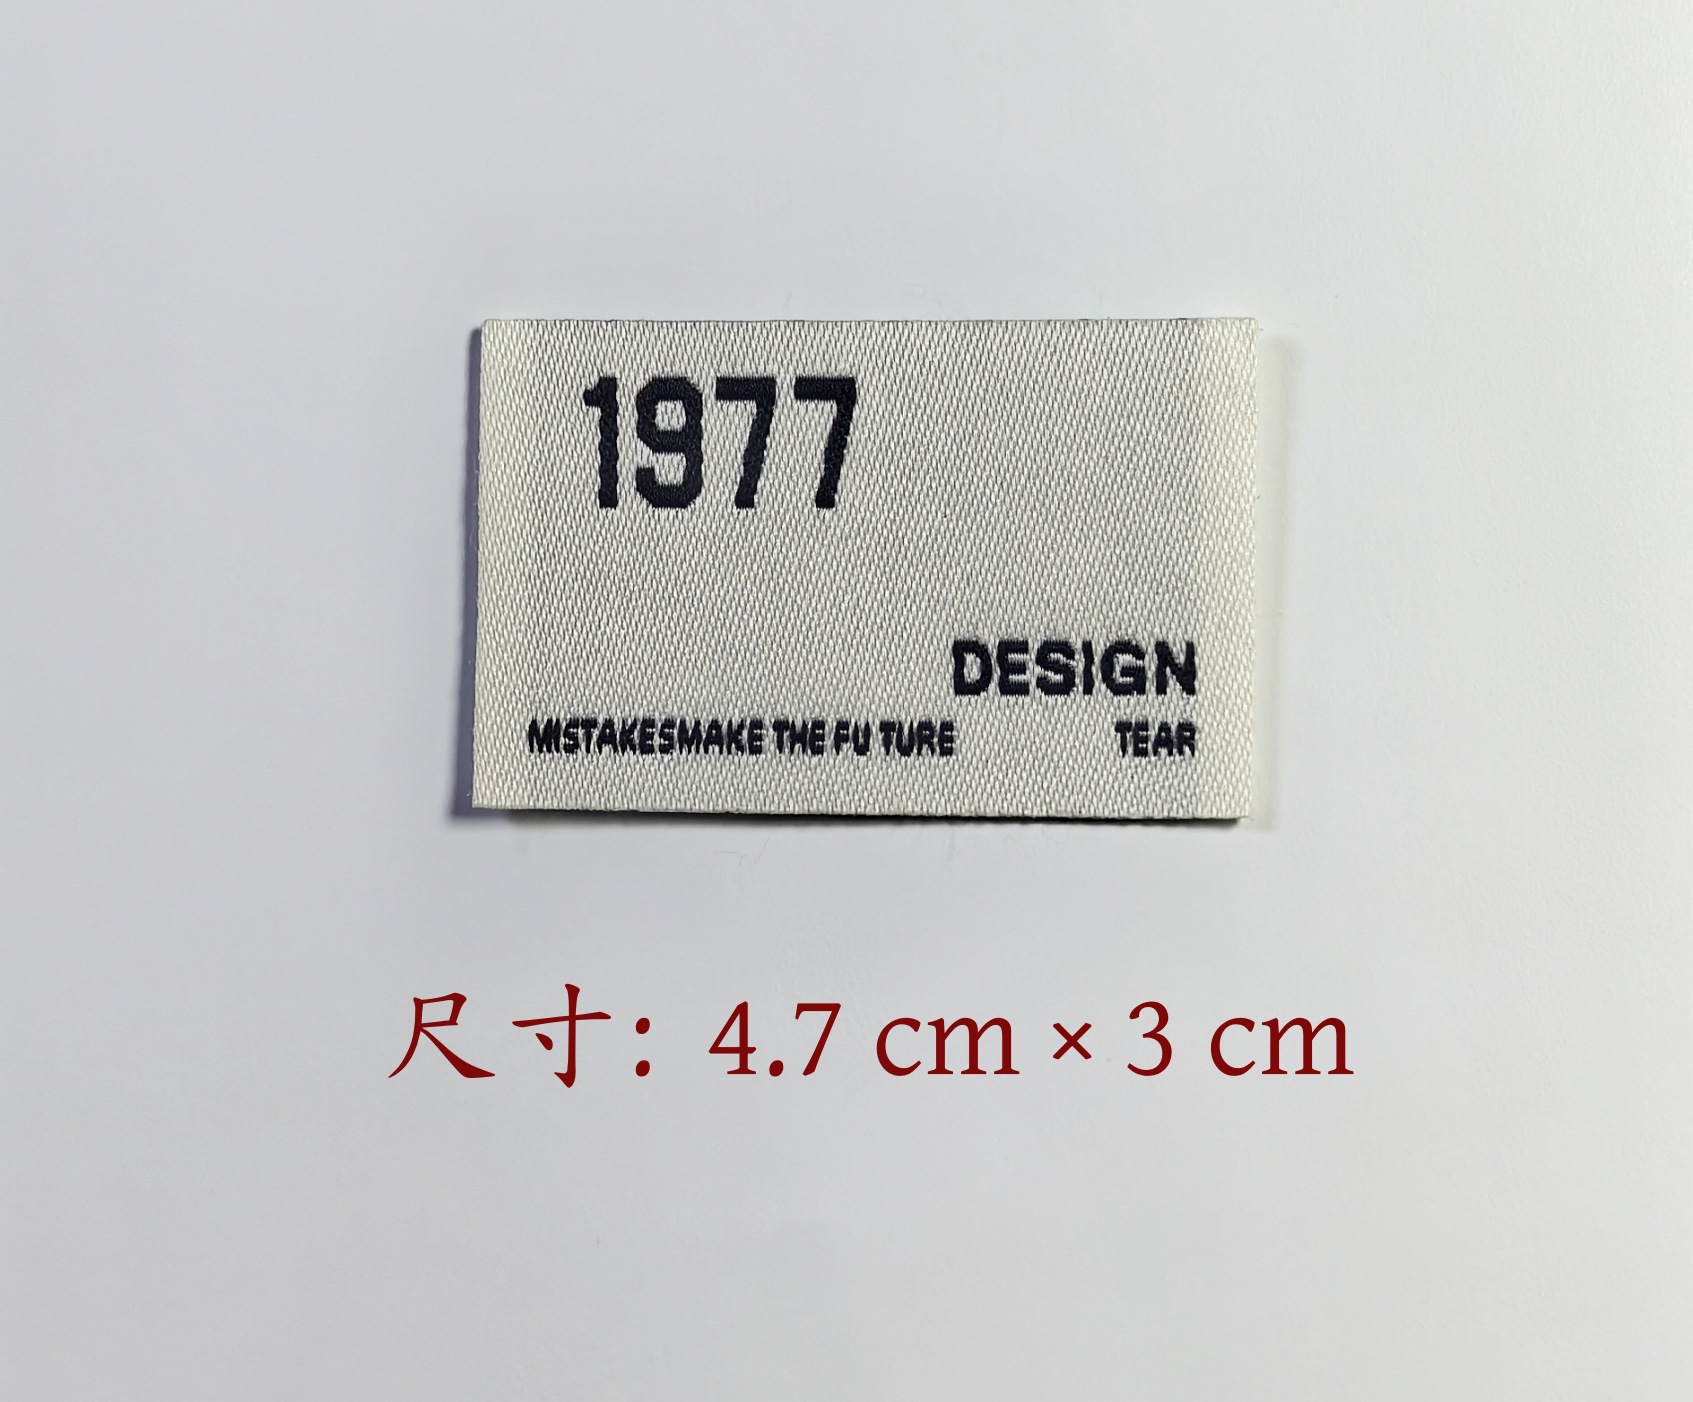 1977
DESIGN
MISTAKESMAKE THE FU TURE TEAR
尺寸: 4.7 cm × 3 cm